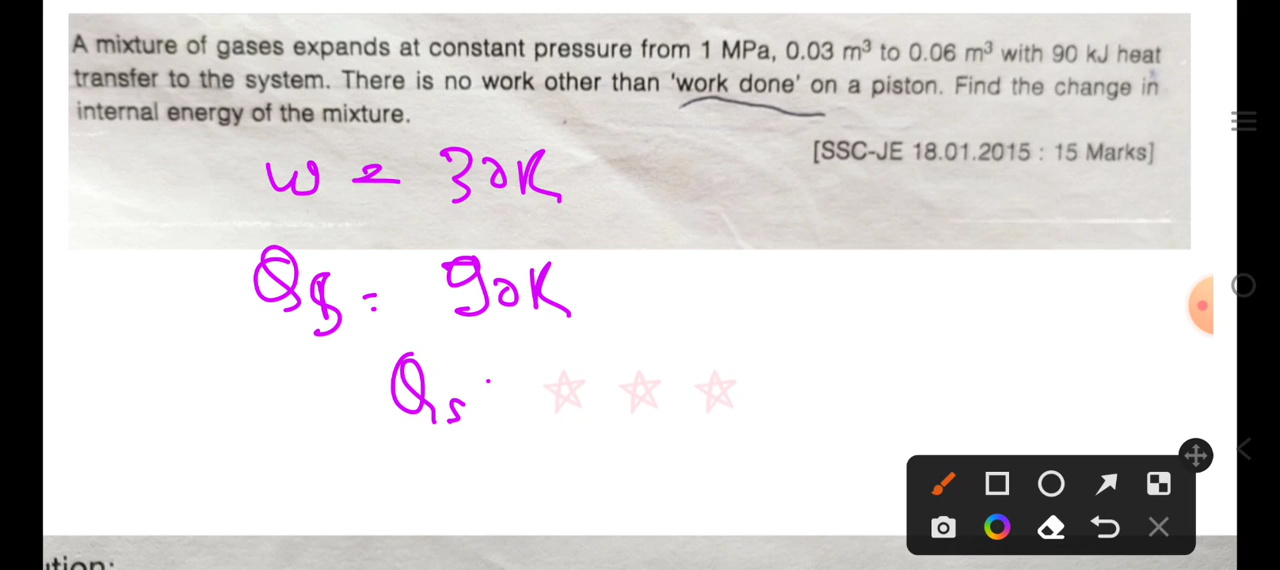 A mixture of gases expands at constant pressure from 1 MPa, 0.03 m³ to 0.06 m³ with 90 kJ heat
transfer to the system. There is no work other than 'work done' on a piston. Find the change in
internal energy of the mixture.
[SSC-JE 18.01.2015 : 15 Marks]
w = 30K
= 90K
Qs
ution: